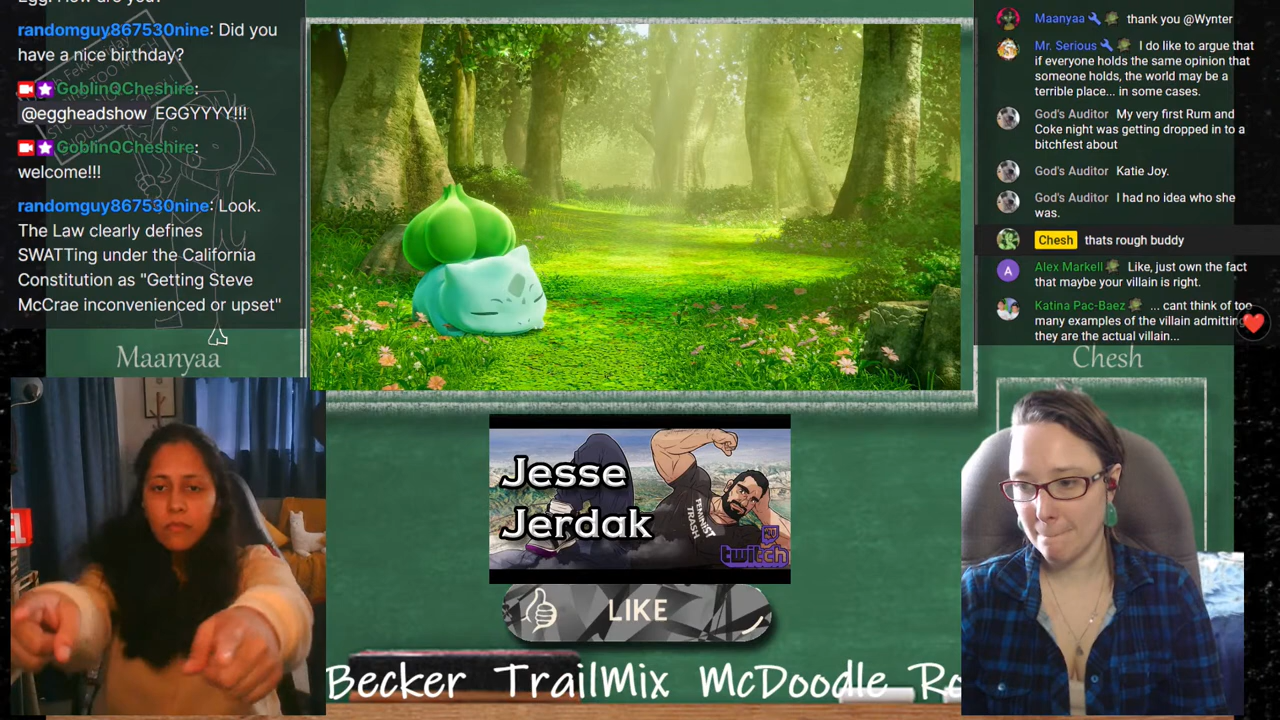 randomguy867530nine: Did you
have a nice birthday?
GoblinQCheshire:
@eggheadshow EGGYYYY!!!
GoblinQCheshire:
welcome!!!
randomguy867530nine: Look.
The Law clearly defines
SWATTing under the California
Constitution as "Getting Steve
McCrae inconvenienced or upset"
Maanyaa
Maanyaa thank you @Wynter
Mr. Serious I do like to argue that
if everyone holds the same opinion that
someone holds, the world may be a
terrible place... in some cases.
God's Auditor My very first Rum and
Coke night was getting dropped in to a
bitchfest about
God's Auditor Katie Joy.
God's Auditor I had no idea who she
was.
Chesh thats rough buddy
A Alex Markell Like, just own the fact
that maybe your villain is right.
Katina Pac-Baez ... cant think of too
many examples of the villain admitting
they are the actual villain...
Chesh
Jesse
Jerdak
FEMINIST
TRASH
twitch
LIKE
Becker TrailMix McDoodle